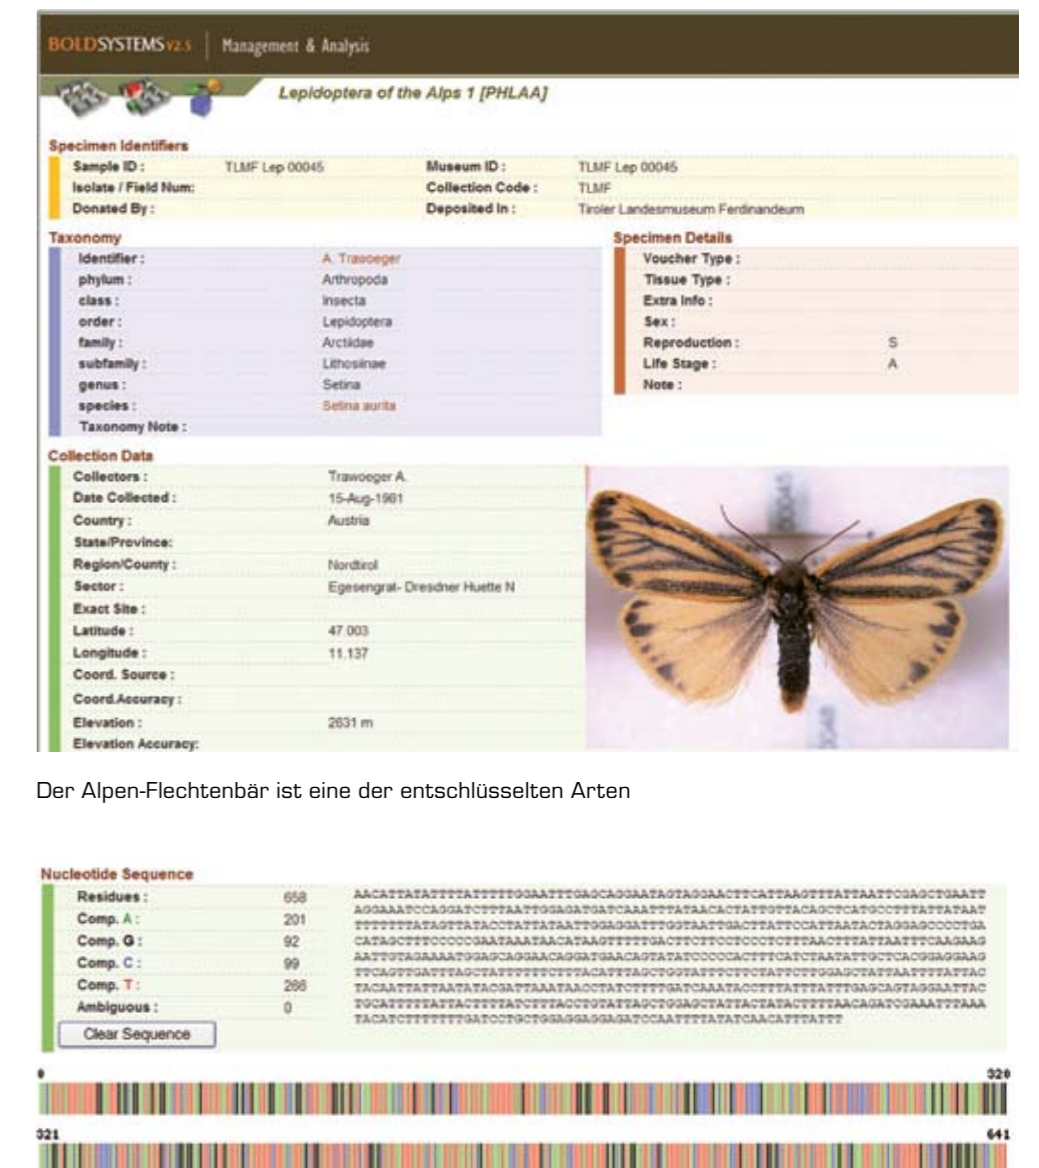 BOLDSYSTEMS v2.5 | Management & Analysis
Lepidoptera of the Alps 1 [PHLAA]
Specimen Identifiers
Sample ID : TLMF Lep 00045 Museum ID : TLMF Lep 00045
Isolate / Field Num: Collection Code : TLMF
Donated By : Deposited In : Tiroler Landesmuseum Ferdinandeum
Taxonomy
Identifier : A. Trawoeger
phylum : Arthropoda
class : Insecta
order : Lepidoptera
family : Arctiidae
subfamily : Lithosiinae
genus : Setina
species : Setina aurita
Taxonomy Note :
Specimen Details
Voucher Type :
Tissue Type :
Extra Info :
Sex :
Reproduction : S
Life Stage : A
Note :
Collection Data
Collectors : Trawoeger A.
Date Collected : 15-Aug-1981
Country : Austria
State/Province:
Region/County : Nordtirol
Sector : Egesengrat- Dresdner Huette N
Exact Site :
Latitude : 47.003
Longitude : 11.137
Coord. Source :
Coord.Accuracy :
Elevation : 2631 m
Elevation Accuracy:
Der Alpen-Flechtenbär ist eine der entschlüsselten Arten
Nucleotide Sequence
Residues : 658
Comp. A : 201
Comp. G : 92
Comp. C : 99
Comp. T : 266
Ambiguous : 0
Clear Sequence
0 320
321 641